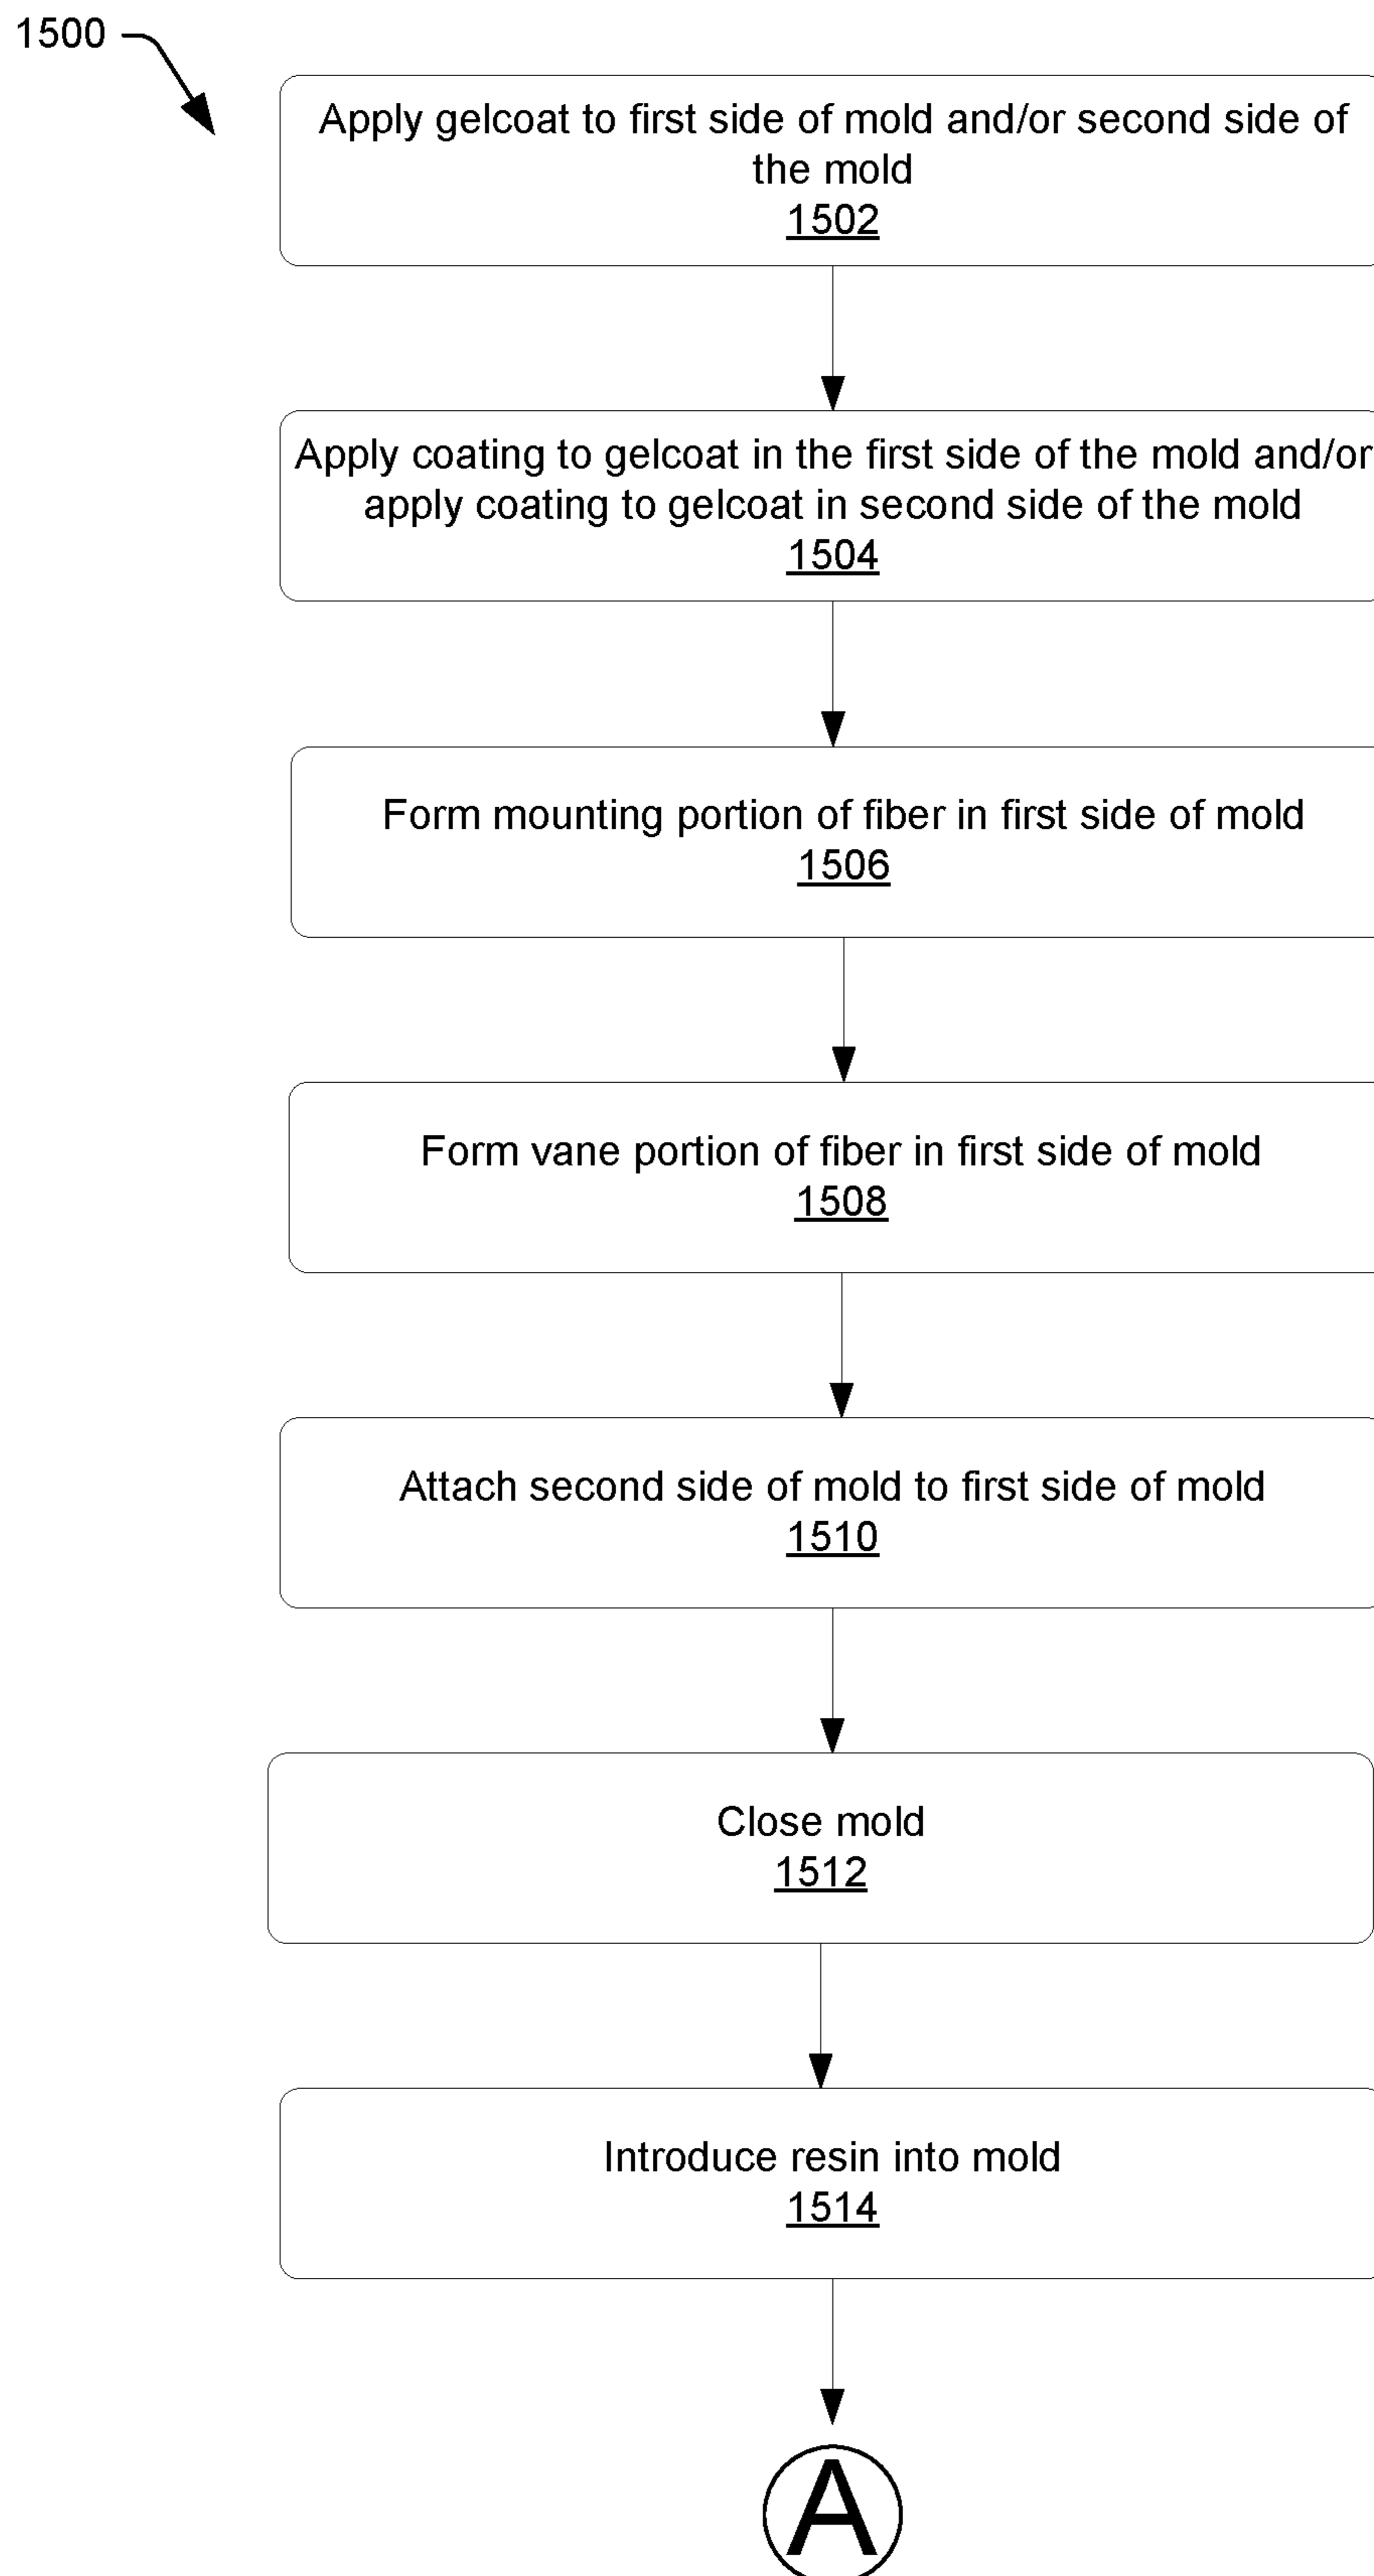 1500
Apply gelcoat to first side of mold and/or second side of
the mold
1502
Apply coating to gelcoat in the first side of the mold and/or
apply coating to gelcoat in second side of the mold
1504
Form mounting portion of fiber in first side of mold
1506
Form vane portion of fiber in first side of mold
1508
Attach second side of mold to first side of mold
1510
Close mold
1512
Introduce resin into mold
1514
A